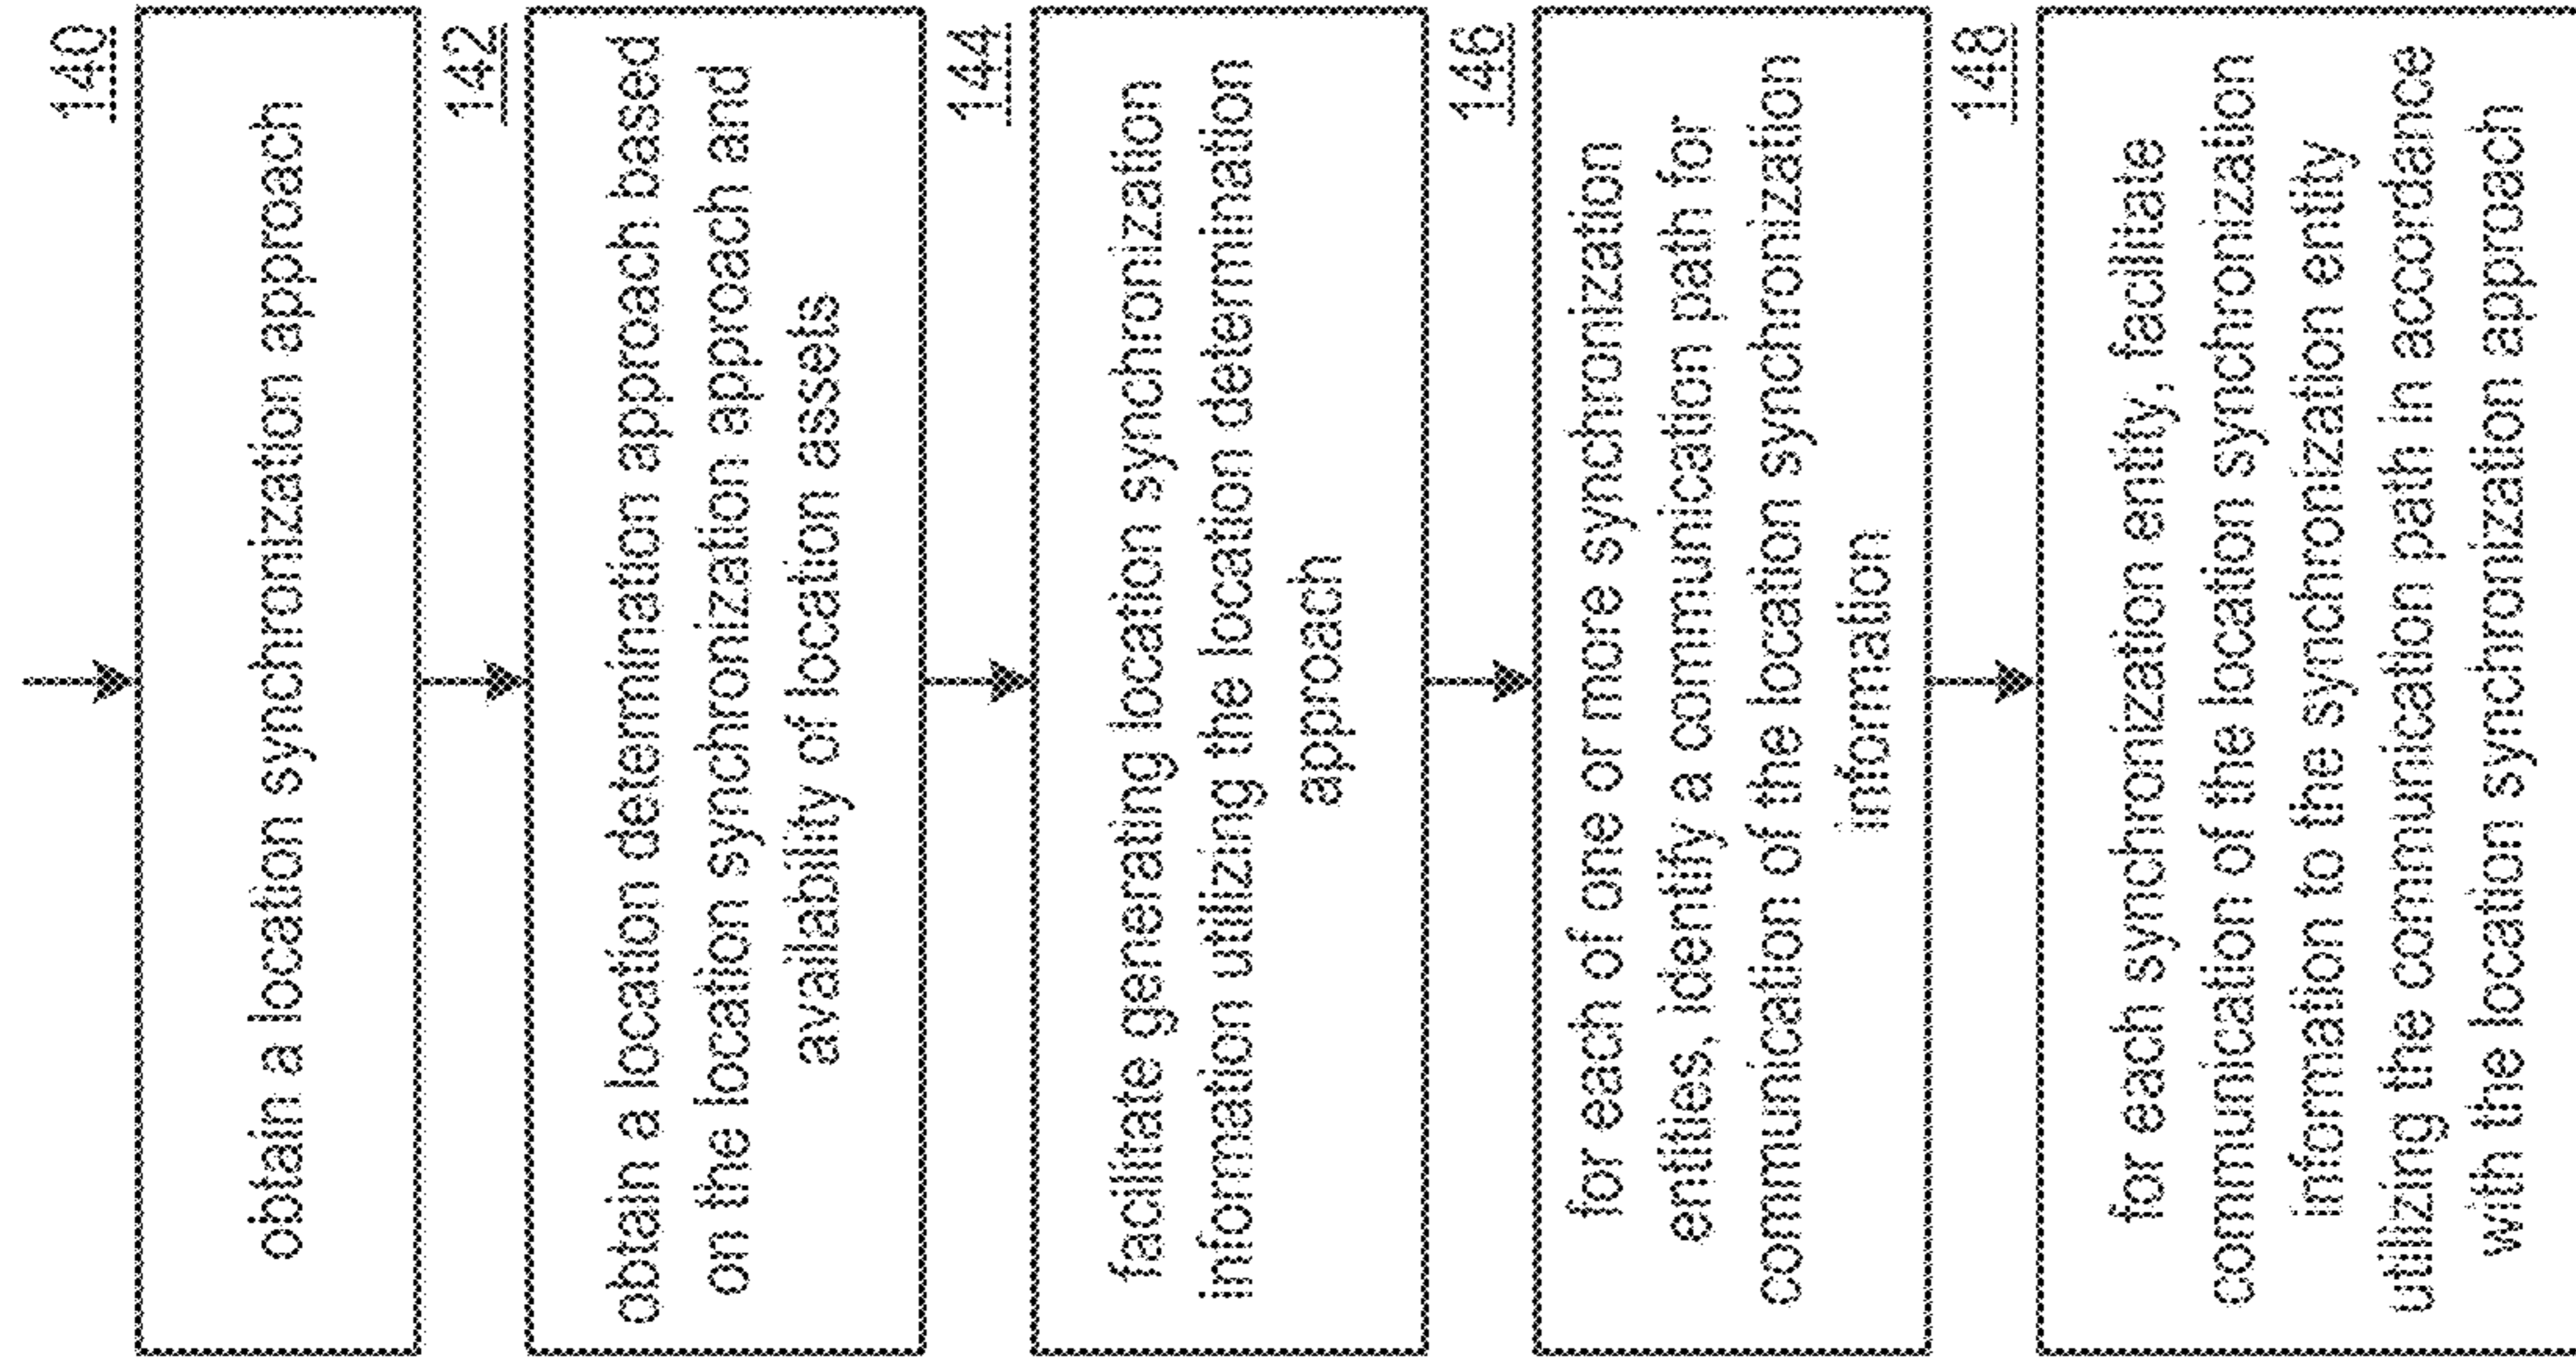 140
obtain a location synchronization approach
142
obtain a location determination approach based
on the location synchronization approach and
availability of location assets
144
facilitate generating location synchronization
information utilizing the location determination
approach
146
for each of one or more synchronization
entities, identify a communication path for
communication of the location synchronization
information
148
for each synchronization entity, facilitate
communication of the location synchronization
information to the synchronization entity
utilizing the communication path in accordance
with the location synchronization approach